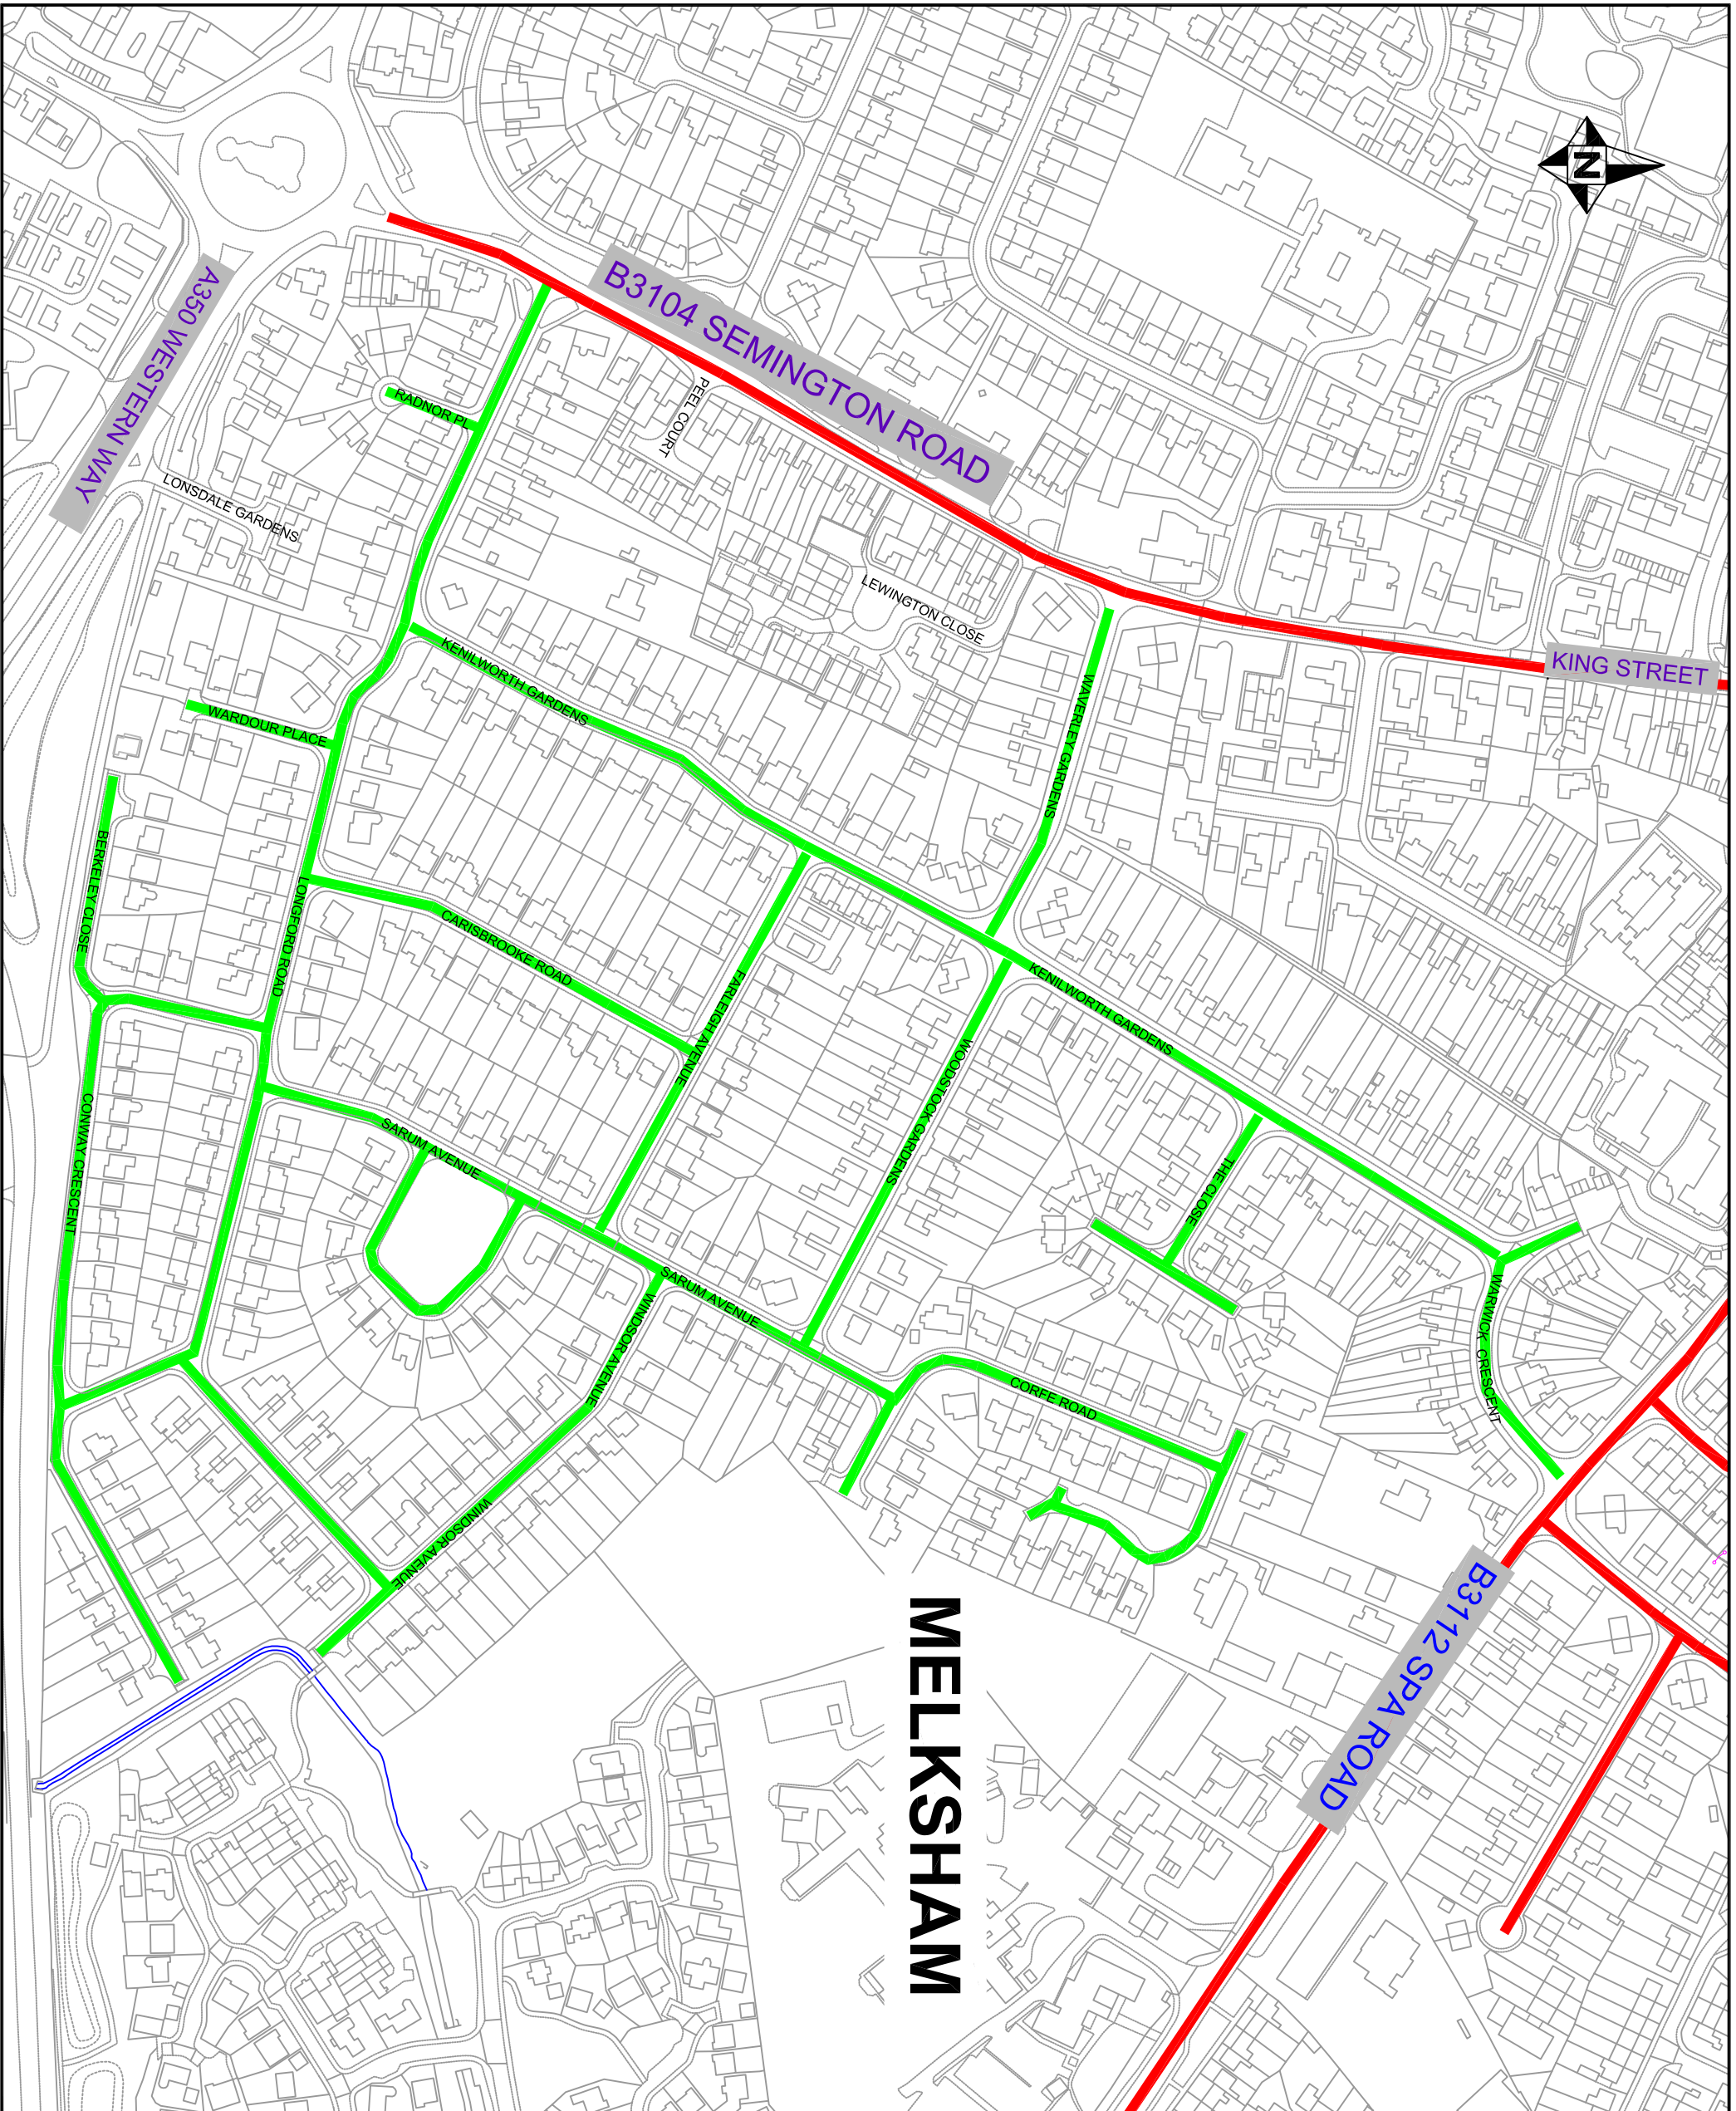 N
B3104 SEMINGTON ROAD
A350 WESTERN WAY
RADNOR PL
PEEL COURT
LONSDALE GARDENS
LEWINGTON CLOSE
KING STREET
KENILWORTH GARDENS
WAVERLEY GARDENS
WARDOUR PLACE
BERKELEY CLOSE
LONGFORD ROAD
CARISBROOKE ROAD
FARLEIGH AVENUE
KENILWORTH GARDENS
WOODSTOCK GARDENS
CONWAY CRESCENT
SARUM AVENUE
THE CLOSE
SARUM AVENUE
WINDSOR AVENUE
WARWICK CRESCENT
CORFE ROAD
WINDSOR AVENUE
B3112 SPA ROAD
MELKSHAM